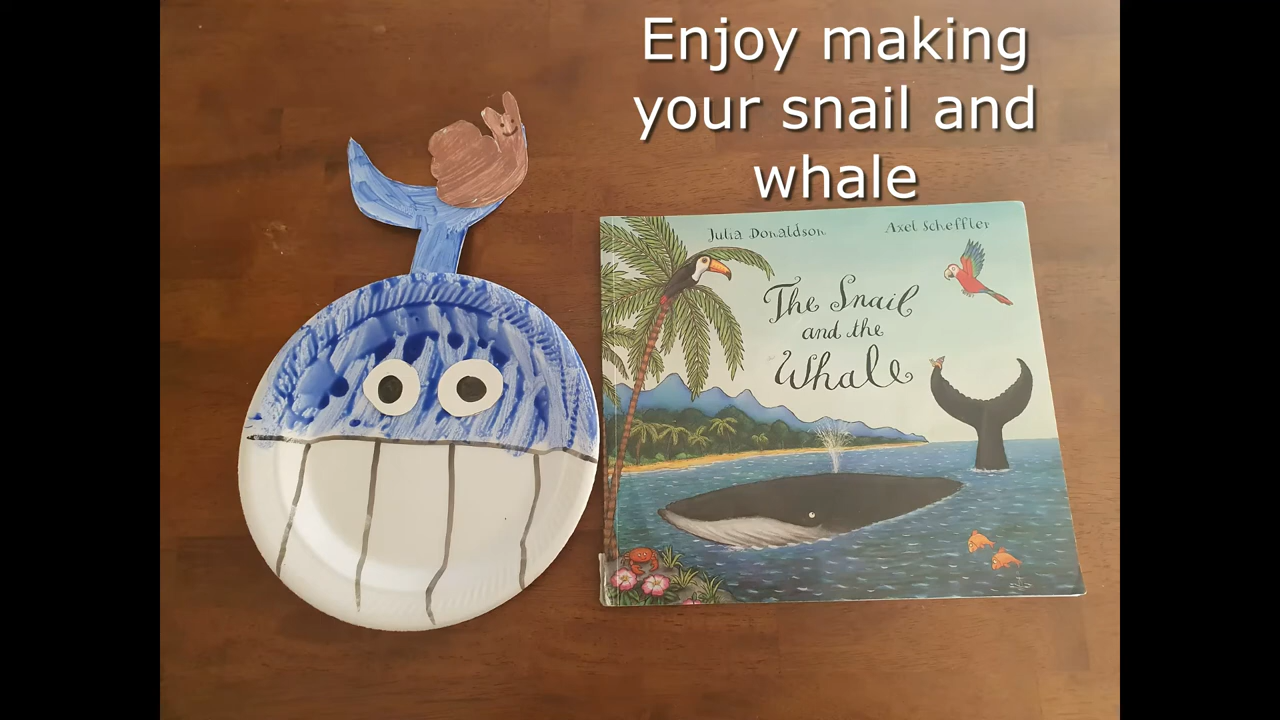 Enjoy making
your snail and
whale
Julia Donaldson
Axel Scheffler
The Snail
and the
Whale